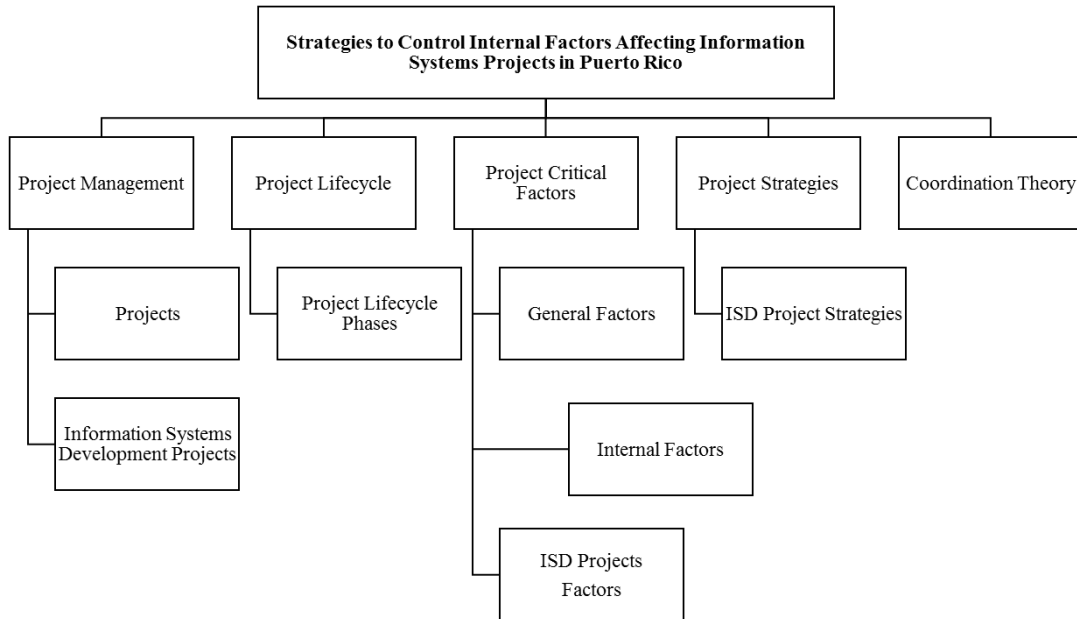 Strategies to Control Internal Factors Affecting Information
Systems Projects in Puerto Rico
Project Management
Project Lifecycle
Project Critical
Factors
Project Strategies
Coordination Theory
Projects
Project Lifecycle
Phases
General Factors
ISD Project Strategies
Information Systems
Development Projects
Internal Factors
ISD Projects
Factors